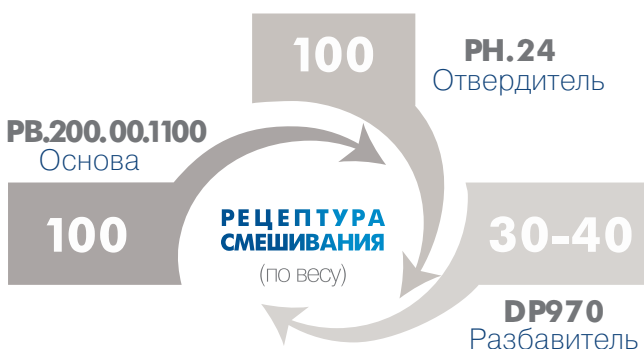 100
PH.24
Отвердитель
PB.200.00.1100
Основа
100
РЕЦЕПТУРА
СМЕШИВАНИЯ
(по весу)
30-40
DP970
Разбавитель